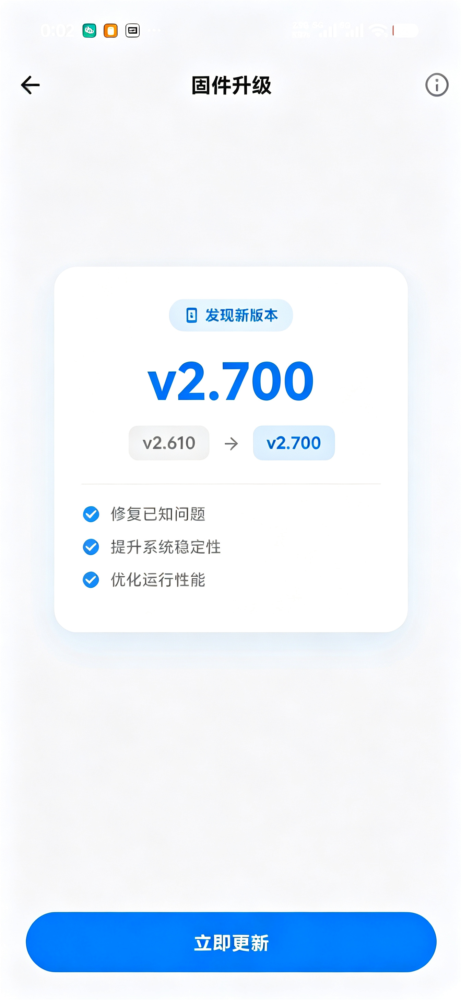 0:02
固件升级
发现新版本
v2.700
v2.610 → v2.700
修复已知问题
提升系统稳定性
优化运行性能
立即更新